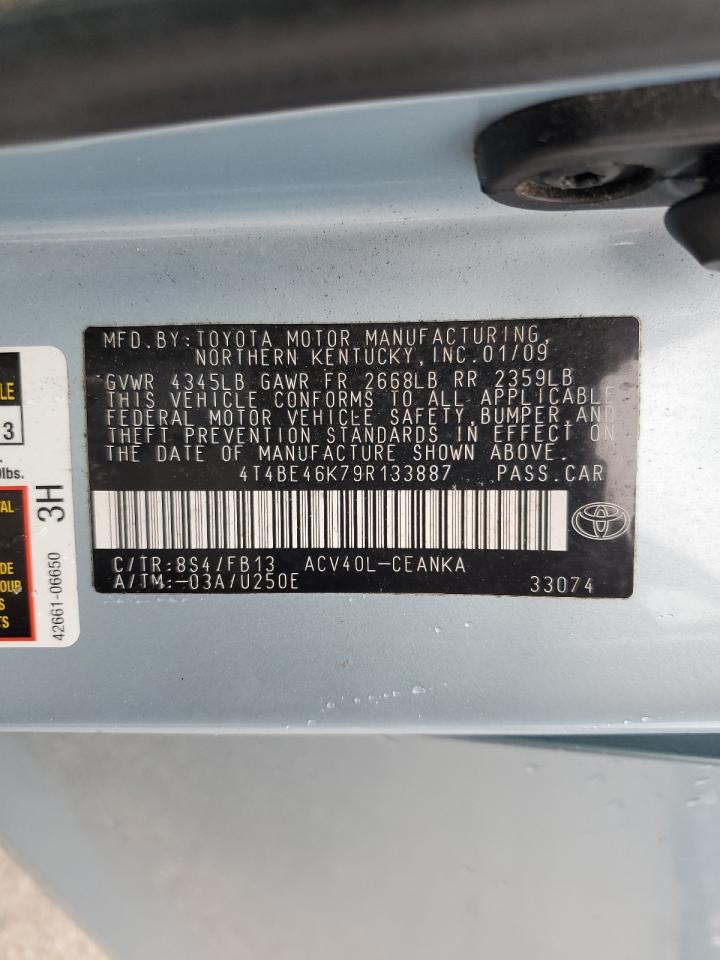 MFD.BY:TOYOTA MOTOR MANUFACTURING,
NORTHERN KENTUCKY, INC.01/09
GVWR 4345LB GAWR FR 2668LB RR 2359LB
THIS VEHICLE CONFORMS TO ALL APPLICABLE
FEDERAL MOTOR VEHICLE SAFETY,BUMPER,AND
THEFT PREVENTION STANDARDS IN EFFECT ON
THE DATE OF MANUFACTURE SHOWN ABOVE.
4T4BE46K79R133887 PASS.CAR
C/TR:8S4/FB13 ACV40L-CEANKA
A/TM:-03A/U250E 33074
3
lbs.
3H
42661-06650